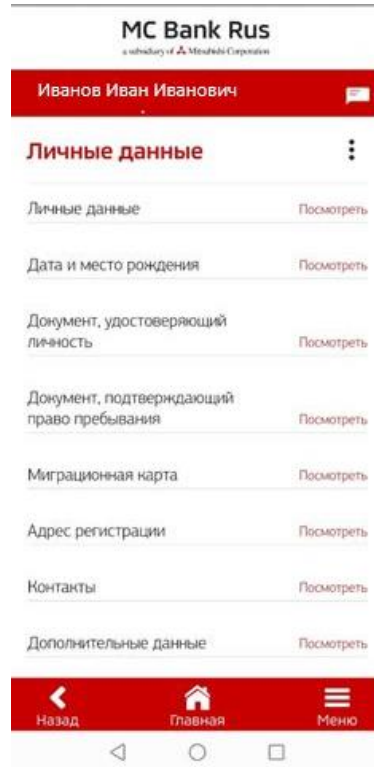 MC Bank Rus
a subsidiary of Mitsubishi Corporation
Иванов Иван Иванович
Личные данные
Личные данные Посмотреть
Дата и место рождения Посмотреть
Документ, удостоверяющий
личность Посмотреть
Документ, подтверждающий
право пребывания Посмотреть
Миграционная карта Посмотреть
Адрес регистрации Посмотреть
Контакты Посмотреть
Дополнительные данные Посмотреть
Назад Главная Меню